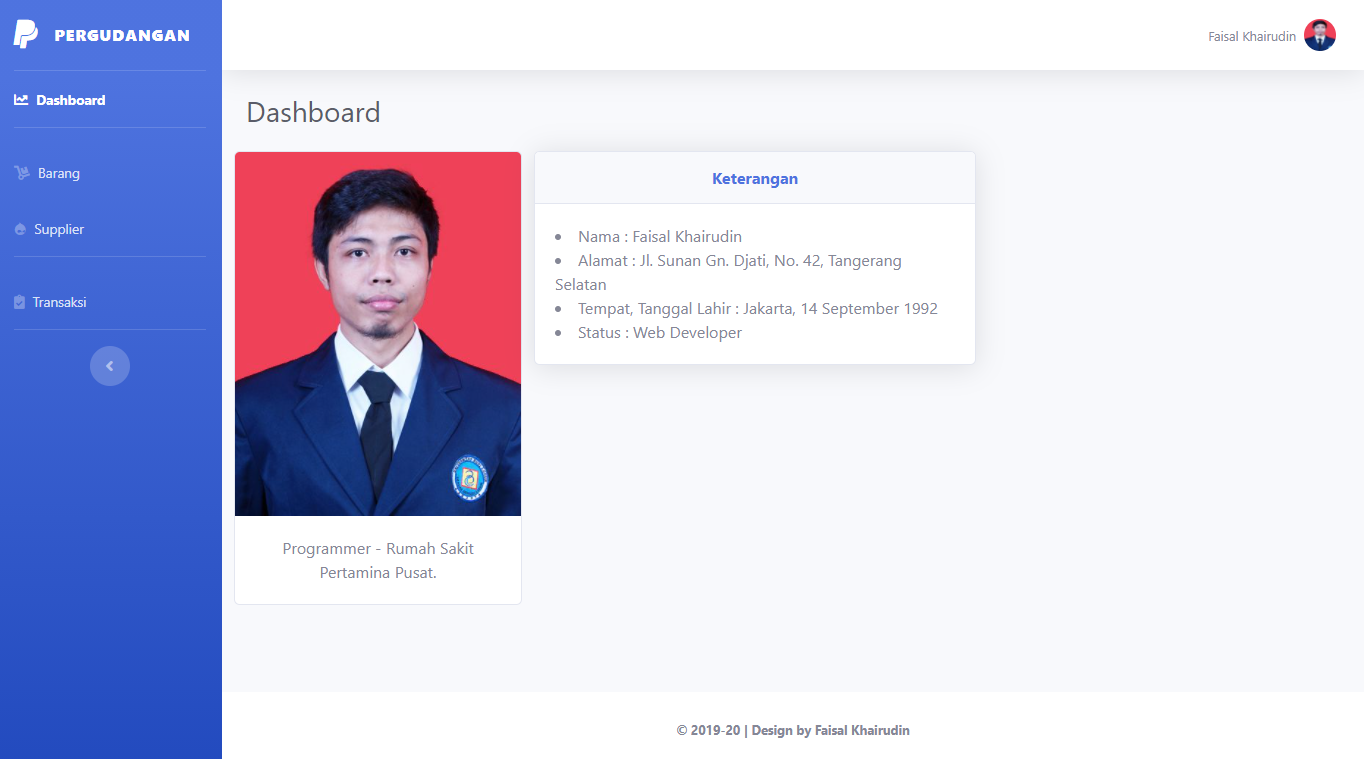 PERGUDANGAN
Faisal Khairudin
Dashboard
Barang
Supplier
Transaksi
Dashboard
Programmer - Rumah Sakit
Pertamina Pusat.
Keterangan
Nama : Faisal Khairudin
Alamat : Jl. Sunan Gn. Djati, No. 42, Tangerang
Selatan
Tempat, Tanggal Lahir : Jakarta, 14 September 1992
Status : Web Developer
© 2019-20 | Design by Faisal Khairudin